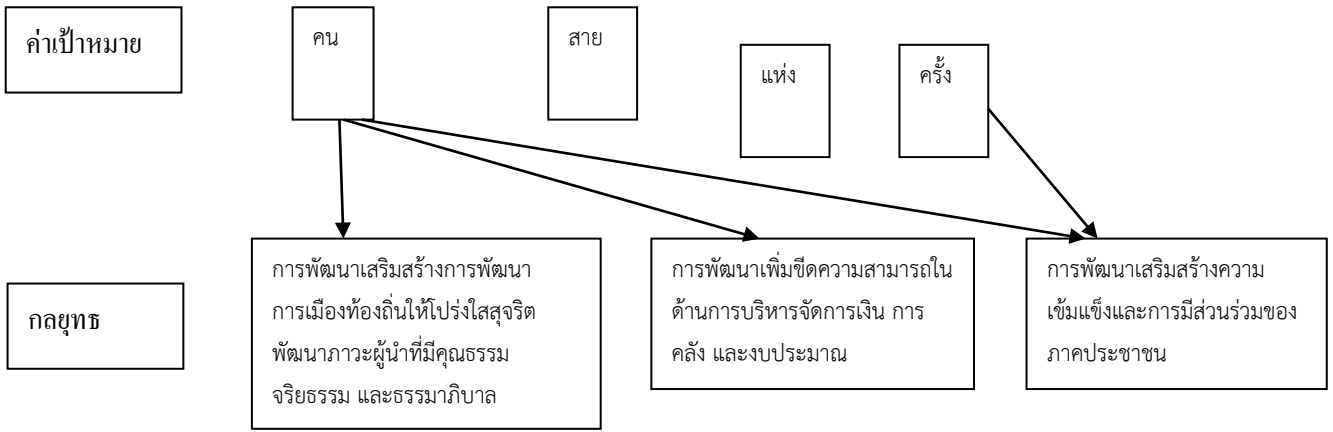 ค่าเป้าหมาย
คน
สาย
แห่ง
ครั้ง
กลยุทธ
การพัฒนาเสริมสร้างการพัฒนา
การเมืองท้องถิ่นให้โปร่งใสสุจริต
พัฒนาภาวะผู้นำที่มีคุณธรรม
จริยธรรม และธรรมาภิบาล
การพัฒนาเพิ่มขีดความสามารถใน
ด้านการบริหารจัดการเงิน การ
คลัง และงบประมาณ
การพัฒนาเสริมสร้างความ
เข้มแข็งและการมีส่วนร่วมของ
ภาคประชาชน